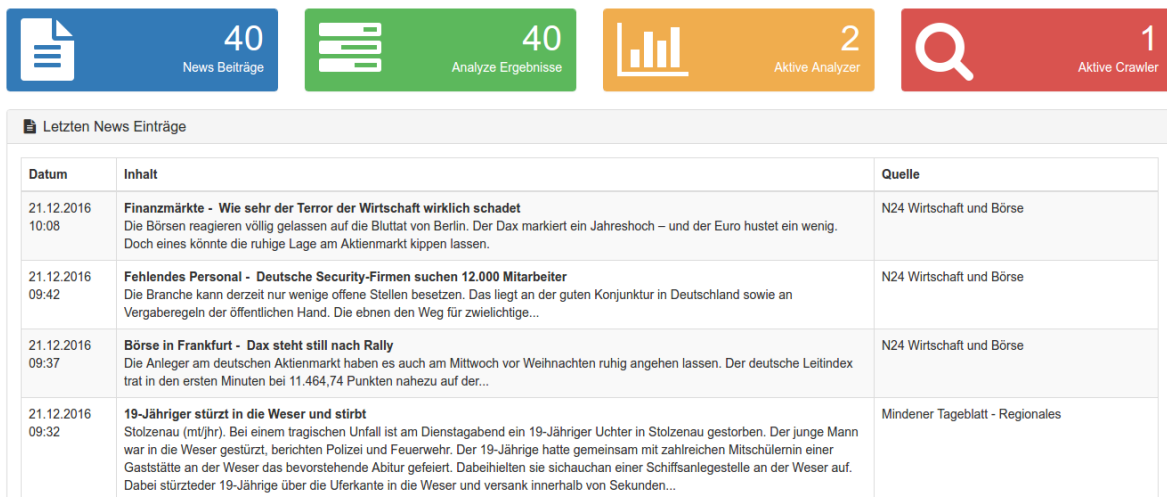 40
News Beiträge
40
Analyze Ergebnisse
2
Aktive Analyzer
1
Aktive Crawler
Letzten News Einträge
Datum Inhalt Quelle
21.12.2016
10:08
Finanzmärkte - Wie sehr der Terror der Wirtschaft wirklich schadet
Die Börsen reagieren völlig gelassen auf die Bluttat von Berlin. Der Dax markiert ein Jahreshoch – und der Euro hustet ein wenig.
Doch eines könnte die ruhige Lage am Aktienmarkt kippen lassen.
N24 Wirtschaft und Börse
21.12.2016
09:42
Fehlendes Personal - Deutsche Security-Firmen suchen 12.000 Mitarbeiter
Die Branche kann derzeit nur wenige offene Stellen besetzen. Das liegt an der guten Konjunktur in Deutschland sowie an
Vergaberegeln der öffentlichen Hand. Die ebnen den Weg für zwielichtige...
N24 Wirtschaft und Börse
21.12.2016
09:37
Börse in Frankfurt - Dax steht still nach Rally
Die Anleger am deutschen Aktienmarkt haben es auch am Mittwoch vor Weihnachten ruhig angehen lassen. Der deutsche Leitindex
trat in den ersten Minuten bei 11.464,74 Punkten nahezu auf der...
N24 Wirtschaft und Börse
21.12.2016
09:32
19-Jähriger stürzt in die Weser und stirbt
Stolzenau (mt/jhr). Bei einem tragischen Unfall ist am Dienstagabend ein 19-Jähriger Uchter in Stolzenau gestorben. Der junge Mann
war in die Weser gestürzt, berichten Polizei und Feuerwehr. Der 19-Jährige hatte gemeinsam mit zahlreichen Mitschülernin einer
Gaststätte an der Weser das bevorstehende Abitur gefeiert. Dabeihielten sie sichauchan einer Schiffsanlegestelle an der Weser auf.
Dabei stürzteder 19-Jährige über die Uferkante in die Weser und versank innerhalb von Sekunden...
Mindener Tageblatt - Regionales